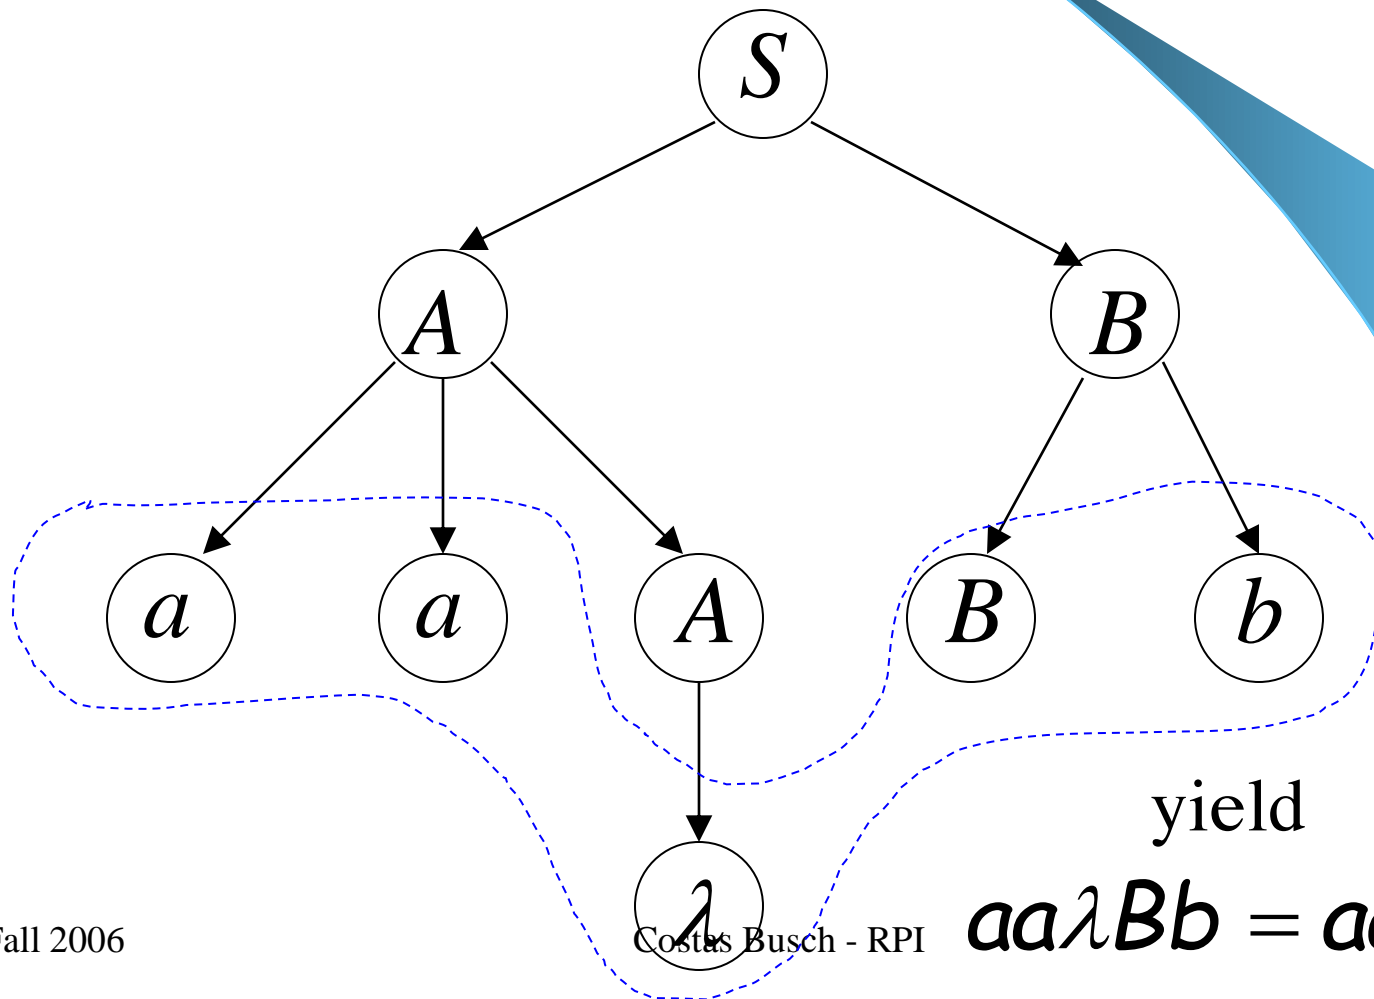 S
A B
a a A B b
λ
yield
aaλBb = a
Fall 2006 Costas Busch - RPI